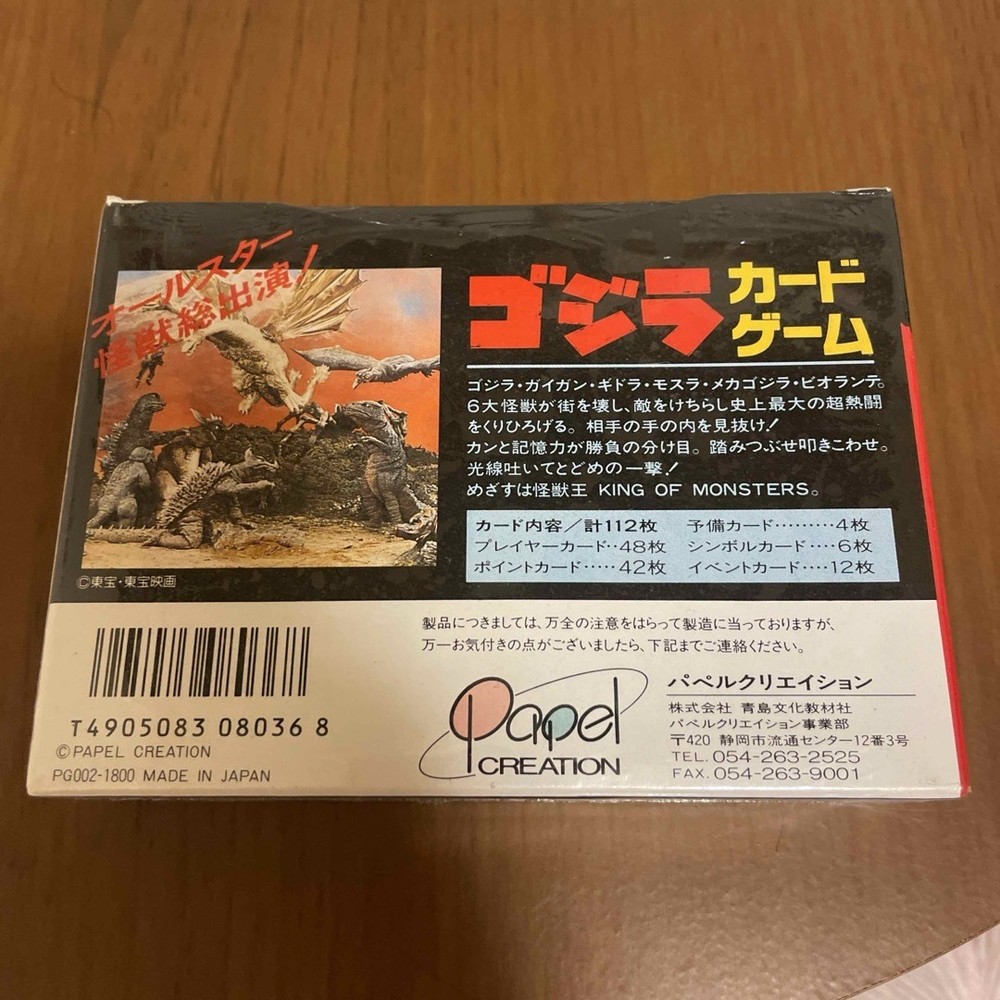 オールスター
怪獣総出演!
ゴジラ カード
ゲーム
ゴジラ・ガイガン・ギドラ・モスラ・メカゴジラ・ビオランテ。
6大怪獣が街を壊し、敵をけちらし史上最大の超熱闘
をくりひろげる。相手の手の内を見抜け!
カンと記憶力が勝負の分け目。踏みつぶせ叩きこわせ。
光線吐いてとどめの一撃!
めざすは怪獣王 KING OF MONSTERS。
カード内容/計112枚 予備カード………4枚
プレイヤーカード‥48枚 シンボルカード‥‥6枚
ポイントカード‥‥‥42枚 イベントカード‥‥12枚
©東宝・東宝映画
製品につきましては、万全の注意をはらって製造に当っておりますが、
万一お気付きの点がございましたら、下記までご連絡ください。
T4905083 08036 8
©PAPEL CREATION
PG002-1800 MADE IN JAPAN
papel
CREATION
パペルクリエイション
株式会社 青島文化教材社
パペルクリエイション事業部
〒420 静岡市流通センター12番3号
TEL.054-263-2525
FAX.054-263-9001